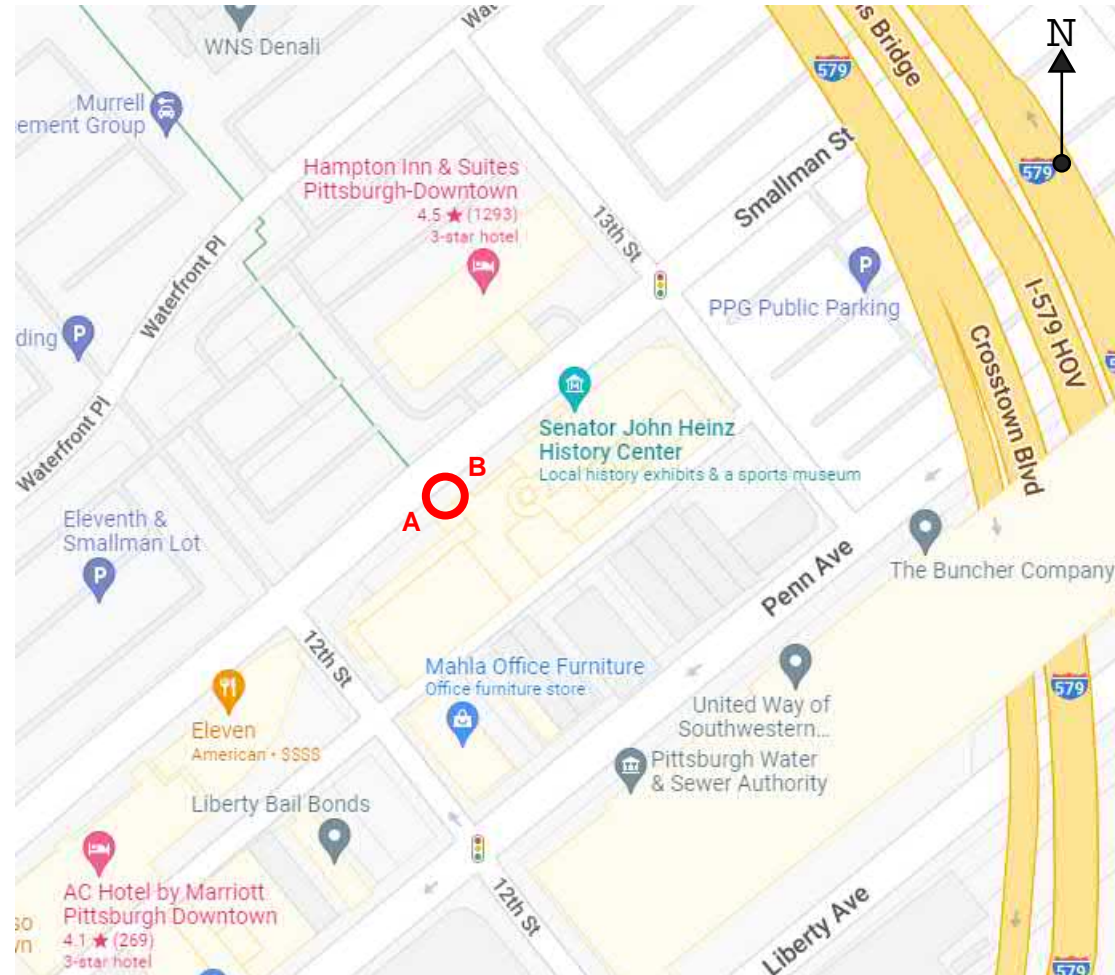 WNS Denali
Wa
s Bridge
579
N
Murrell
ement Group
579
Smallman St
Hampton Inn & Suites
Pittsburgh-Downtown
4.5 ★ (1293)
3-star hotel
13th St
Waterfront Pl
P
PPG Public Parking
I-579 HOV
ding
P
Crosstown Blvd
Senator John Heinz
History Center
Local history exhibits & a sports museum
Waterfront Pl
B
A
Eleventh &
Smallman Lot
P
Penn Ave
The Buncher Company
12th St
Mahla Office Furniture
Office furniture store
United Way of
Southwestern...
579
Eleven
American · $$$$
Pittsburgh Water
& Sewer Authority
Liberty Bail Bonds
AC Hotel by Marriott
Pittsburgh Downtown
4.1 ★ (269)
3-star hotel
so
vn
12th St
Liberty Ave
579